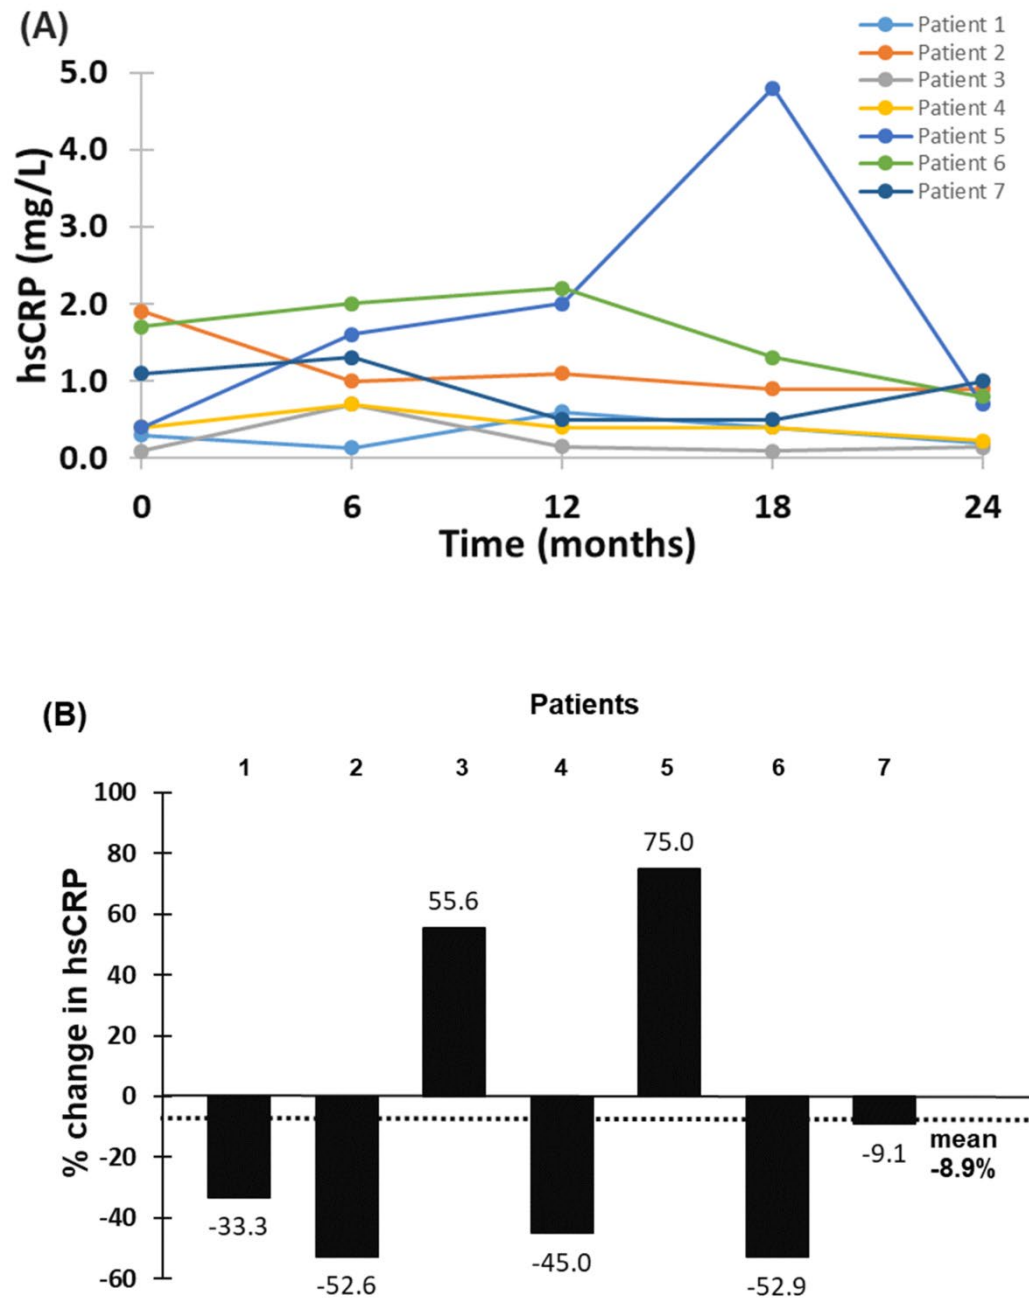 (A)
Patient 1
Patient 2
Patient 3
Patient 4
Patient 5
Patient 6
Patient 7
hsCRP (mg/L)
5.0
4.0
3.0
2.0
1.0
0.0
0 6 12 18 24
Time (months)
(B)
Patients
1 2 3 4 5 6 7
% change in hsCRP
100
80
60
40
20
0
-20
-40
-60
-33.3
-52.6
55.6
-45.0
75.0
-52.9
-9.1
mean
-8.9%